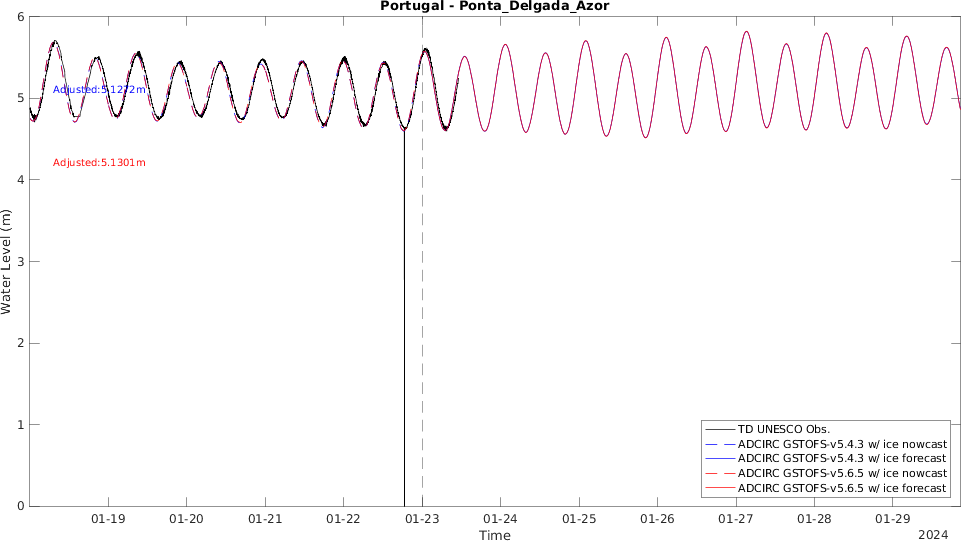 Portugal - Ponta_Delgada_Azor
6
5
4
3
2
1
0
Water Level (m)
Adjusted:5.1272m
Adjusted:5.1301m
TD UNESCO Obs.
ADCIRC GSTOFS-v5.4.3 w/ ice nowcast
ADCIRC GSTOFS-v5.4.3 w/ ice forecast
ADCIRC GSTOFS-v5.6.5 w/ ice nowcast
ADCIRC GSTOFS-v5.6.5 w/ ice forecast
01-19 01-20 01-21 01-22 01-23 01-24 01-25 01-26 01-27 01-28 01-29
Time
2024